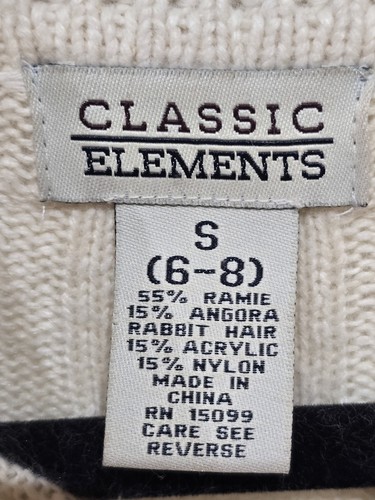 CLASSIC
ELEMENTS
S
(6-8)
55% RAMIE
15% ANGORA
RABBIT HAIR
15% ACRYLIC
15% NYLON
MADE IN
CHINA
RN 15099
CARE SEE
REVERSE